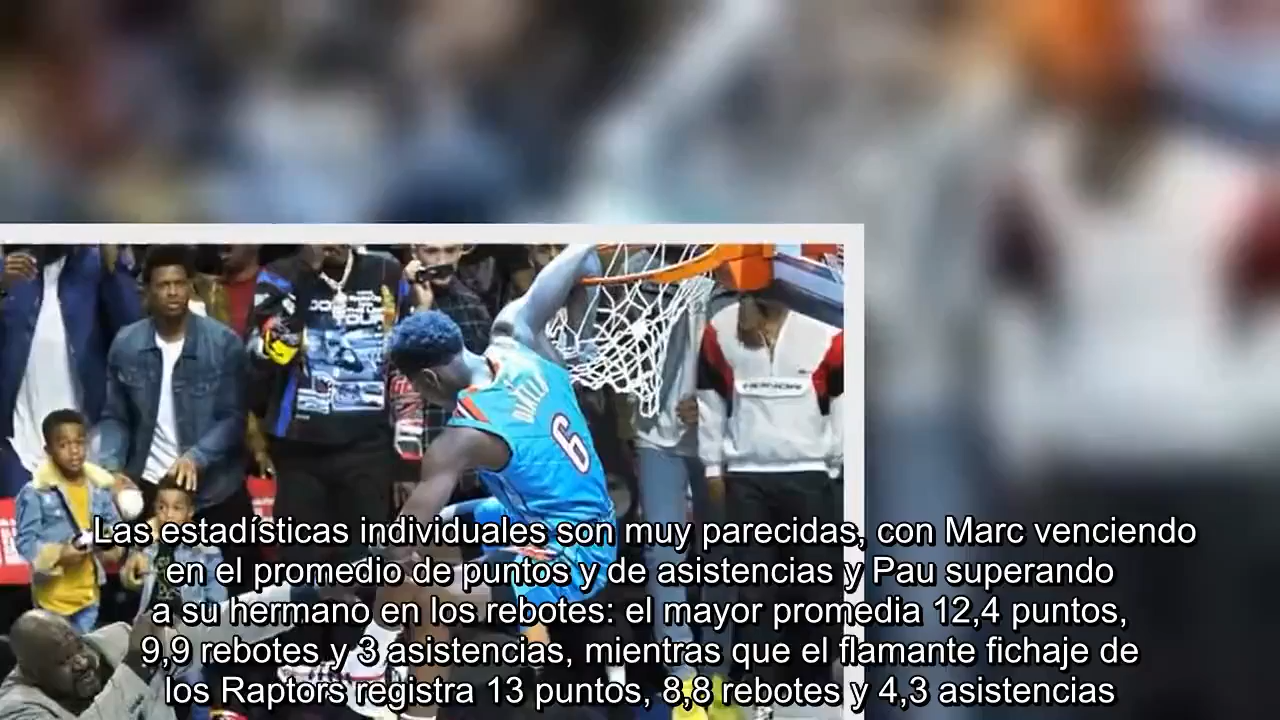 DIALLO
6
Las estadísticas individuales son muy parecidas, con Marc venciendo
en el promedio de puntos y de asistencias y Pau superando
a su hermano en los rebotes: el mayor promedia 12,4 puntos,
9,9 rebotes y 3 asistencias, mientras que el flamante fichaje de
los Raptors registra 13 puntos, 8,8 rebotes y 4,3 asistencias